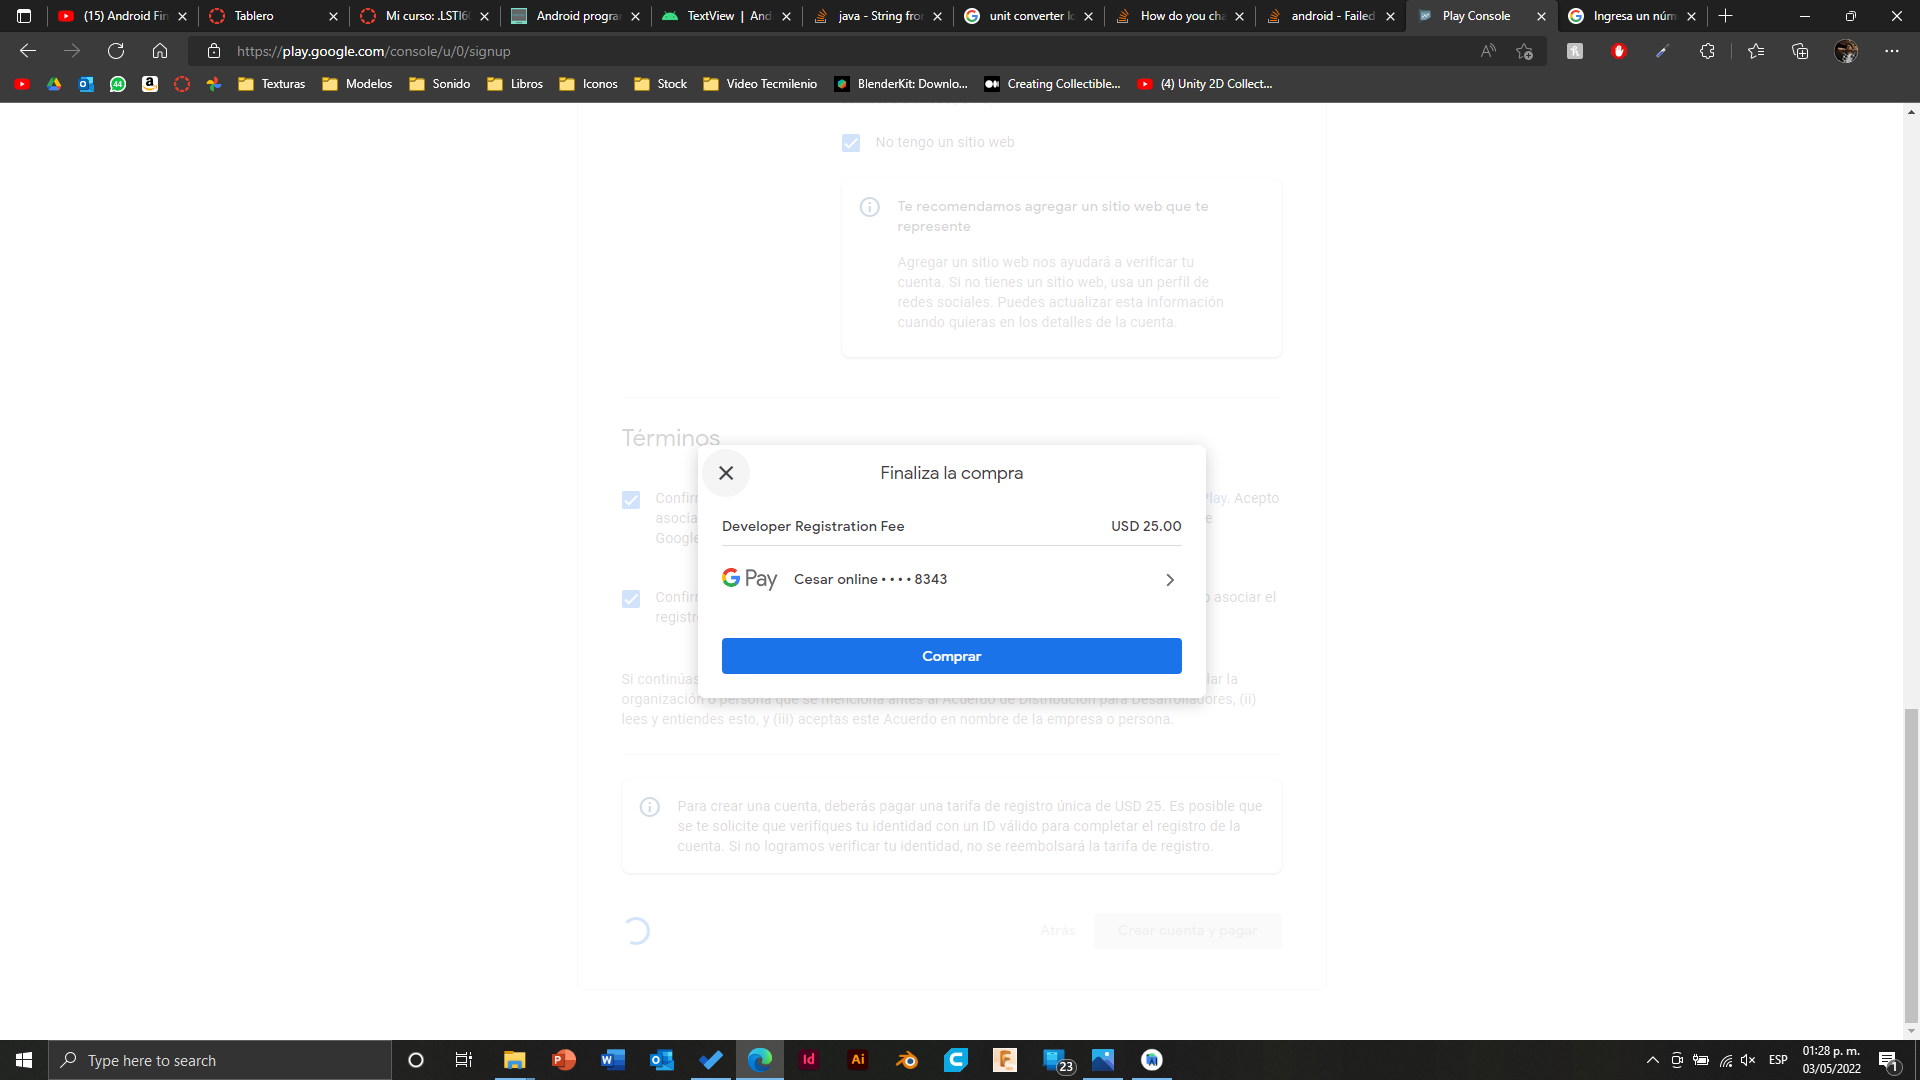 (15) Android Fin
Tablero
Mi curso: .LSTI6
Android progra
TextView | And
java - String fro
unit converter
How do you ch
android - Failed
Play Console
Ingresa un núm
https://play.google.com/console/u/0/signup
Texturas
Modelos
Sonido
Libros
Iconos
Stock
Video Tecmilenio
BlenderKit: Downlo...
Creating Collectible...
(4) Unity 2D Collect...
No tengo un sitio web
Te recomendamos agregar un sitio web que te
represente
Agregar un sitio web nos ayudará a verificar tu
cuenta. Si no tienes un sitio web, usa un perfil de
redes sociales. Puedes actualizar esta información
cuando quieras en los detalles de la cuenta.
Términos
Finaliza la compra
Confir
Play. Acepto
asocia
e
Google
Developer Registration Fee USD 25.00
G Pay Cesar online •••• 8343
Confir
o asociar el
registr
Comprar
Si continúas
lar la
organización o persona que se menciona antes al Acuerdo de Distribución para Desarrolladores, (ii)
lees y entiendes esto, y (iii) aceptas este Acuerdo en nombre de la empresa o persona.
Para crear una cuenta, deberás pagar una tarifa de registro única de USD 25. Es posible que
se te solicite que verifiques tu identidad con un ID válido para completar el registro de la
cuenta. Si no logramos verificar tu identidad, no se reembolsará la tarifa de registro.
Atrás
Crear cuenta y pagar
Type here to search
23
ESP
01:28 p. m.
03/05/2022
1